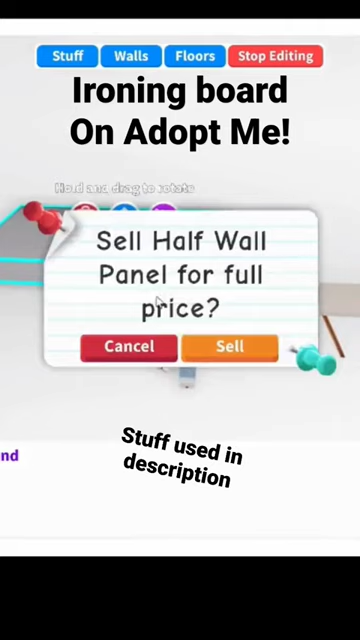 Stuff Walls Floors Stop Editing
Ironing board
On Adopt Me!
Hold and drag to rotate
Sell Half Wall
Panel for full
price?
Cancel Sell
Stuff used in
description
nd